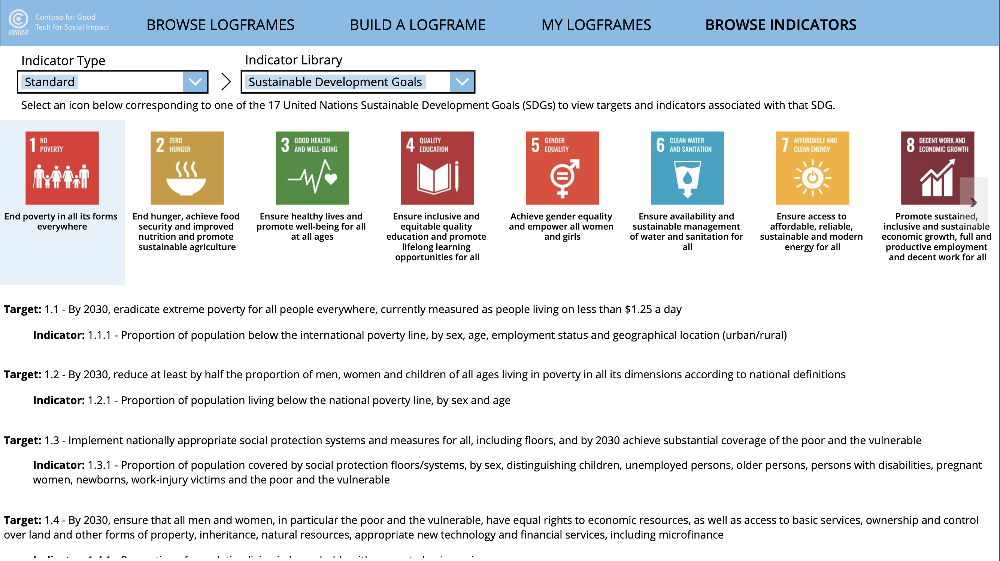 CONTOSO
Contoso for Good
Tech for Social Impact
BROWSE LOGFRAMES
BUILD A LOGFRAME
MY LOGFRAMES
BROWSE INDICATORS
Indicator Type
Indicator Library
Standard
Sustainable Development Goals
Select an icon below corresponding to one of the 17 United Nations Sustainable Development Goals (SDGs) to view targets and indicators associated with that SDG.
1 NO
POVERTY
End poverty in all its forms
everywhere
2 ZERO
HUNGER
End hunger, achieve food
security and improved
nutrition and promote
sustainable agriculture
3 GOOD HEALTH
AND WELL-BEING
Ensure healthy lives and
promote well-being for all
at all ages
4 QUALITY
EDUCATION
Ensure inclusive and
equitable quality
education and promote
lifelong learning
opportunities for all
5 GENDER
EQUALITY
Achieve gender equality
and empower all women
and girls
6 CLEAN WATER
AND SANITATION
Ensure availability and
sustainable management
of water and sanitation for
all
7 AFFORDABLE AND
CLEAN ENERGY
Ensure access to
affordable, reliable,
sustainable and modern
energy for all
8 DECENT WORK AND
ECONOMIC GROWTH
Promote sustained,
inclusive and sustainable
economic growth, full and
productive employment
and decent work for all
Target: 1.1 - By 2030, eradicate extreme poverty for all people everywhere, currently measured as people living on less than $1.25 a day
Indicator: 1.1.1 - Proportion of population below the international poverty line, by sex, age, employment status and geographical location (urban/rural)
Target: 1.2 - By 2030, reduce at least by half the proportion of men, women and children of all ages living in poverty in all its dimensions according to national definitions
Indicator: 1.2.1 - Proportion of population living below the national poverty line, by sex and age
Target: 1.3 - Implement nationally appropriate social protection systems and measures for all, including floors, and by 2030 achieve substantial coverage of the poor and the vulnerable
Indicator: 1.3.1 - Proportion of population covered by social protection floors/systems, by sex, distinguishing children, unemployed persons, older persons, persons with disabilities, pregnant
women, newborns, work-injury victims and the poor and the vulnerable
Target: 1.4 - By 2030, ensure that all men and women, in particular the poor and the vulnerable, have equal rights to economic resources, as well as access to basic services, ownership and control
over land and other forms of property, inheritance, natural resources, appropriate new technology and financial services, including microfinance